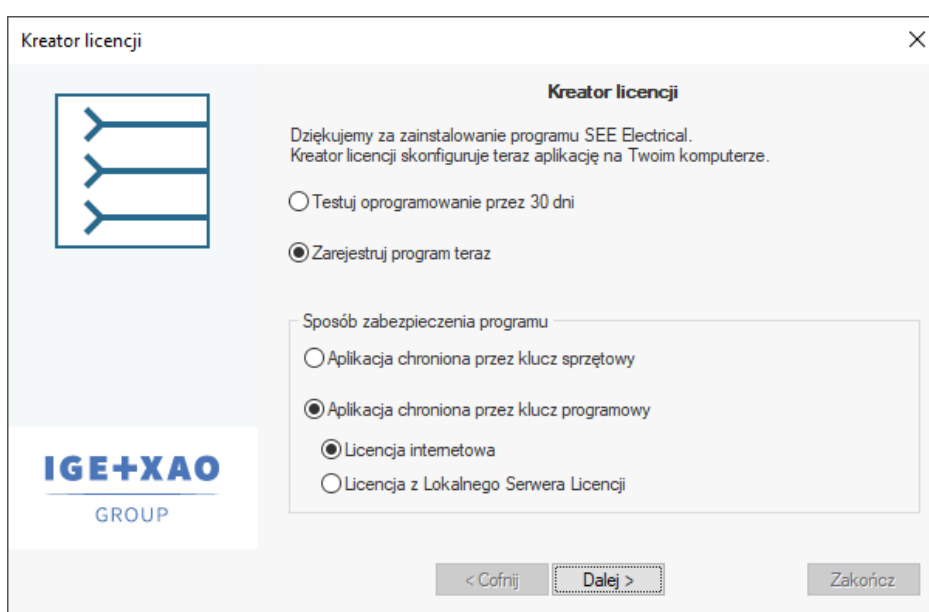 Kreator licencji
Kreator licencji
Dziękujemy za zainstalowanie programu SEE Electrical.
Kreator licencji skonfiguruje teraz aplikację na Twoim komputerze.
Testuj oprogramowanie przez 30 dni
Zarejestruj program teraz
Sposób zabezpieczenia programu
Aplikacja chroniona przez klucz sprzętowy
Aplikacja chroniona przez klucz programowy
Licencja internetowa
Licencja z Lokalnego Serwera Licencji
IGE+XAO
GROUP
< Cofnij
Dalej >
Zakończ